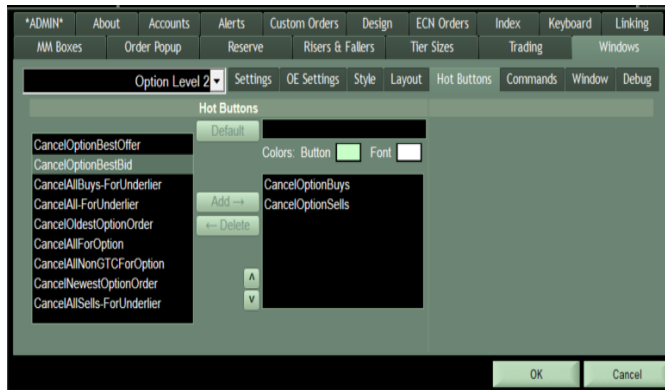 *ADMIN* About Accounts Alerts Custom Orders Design ECN Orders Index Keyboard Linking
MM Boxes Order Popup Reserve Risers & Fallers Tier Sizes Trading Windows
Option Level 2 Settings OE Settings Style Layout Hot Buttons Commands Window Debug
Hot Buttons
Default
Colors: Button Font
CancelOptionBestOffer
CancelOptionBestBid
CancelAllBuys-ForUnderlier
CancelAll-ForUnderlier
CancelOldestOptionOrder
CancelAllForOption
CancelAllNonGTCForOption
CancelNewestOptionOrder
CancelAllSells-ForUnderlier
Add →
← Delete
CancelOptionBuys
CancelOptionSells
OK Cancel